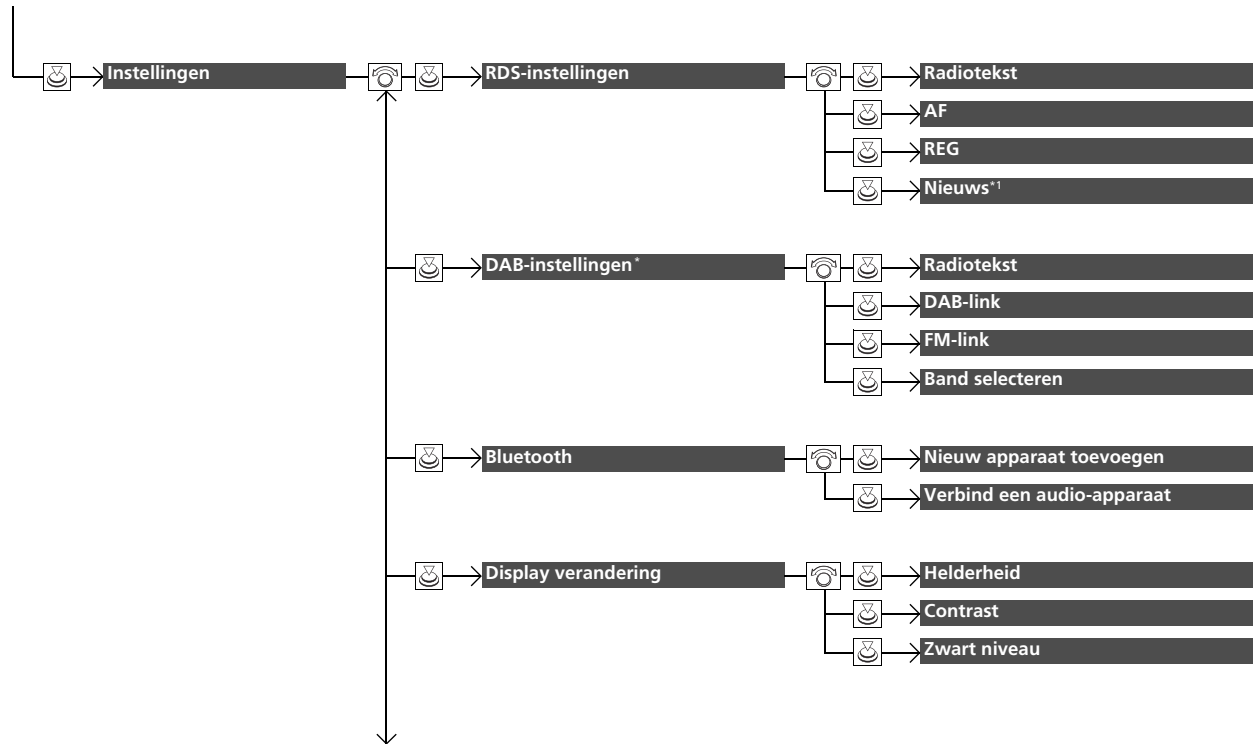 Instellingen
RDS-instellingen
Radiotekst
AF
REG
Nieuws*1
DAB-instellingen*
Radiotekst
DAB-link
FM-link
Band selecteren
Bluetooth
Nieuw apparaat toevoegen
Verbind een audio-apparaat
Display verandering
Helderheid
Contrast
Zwart niveau